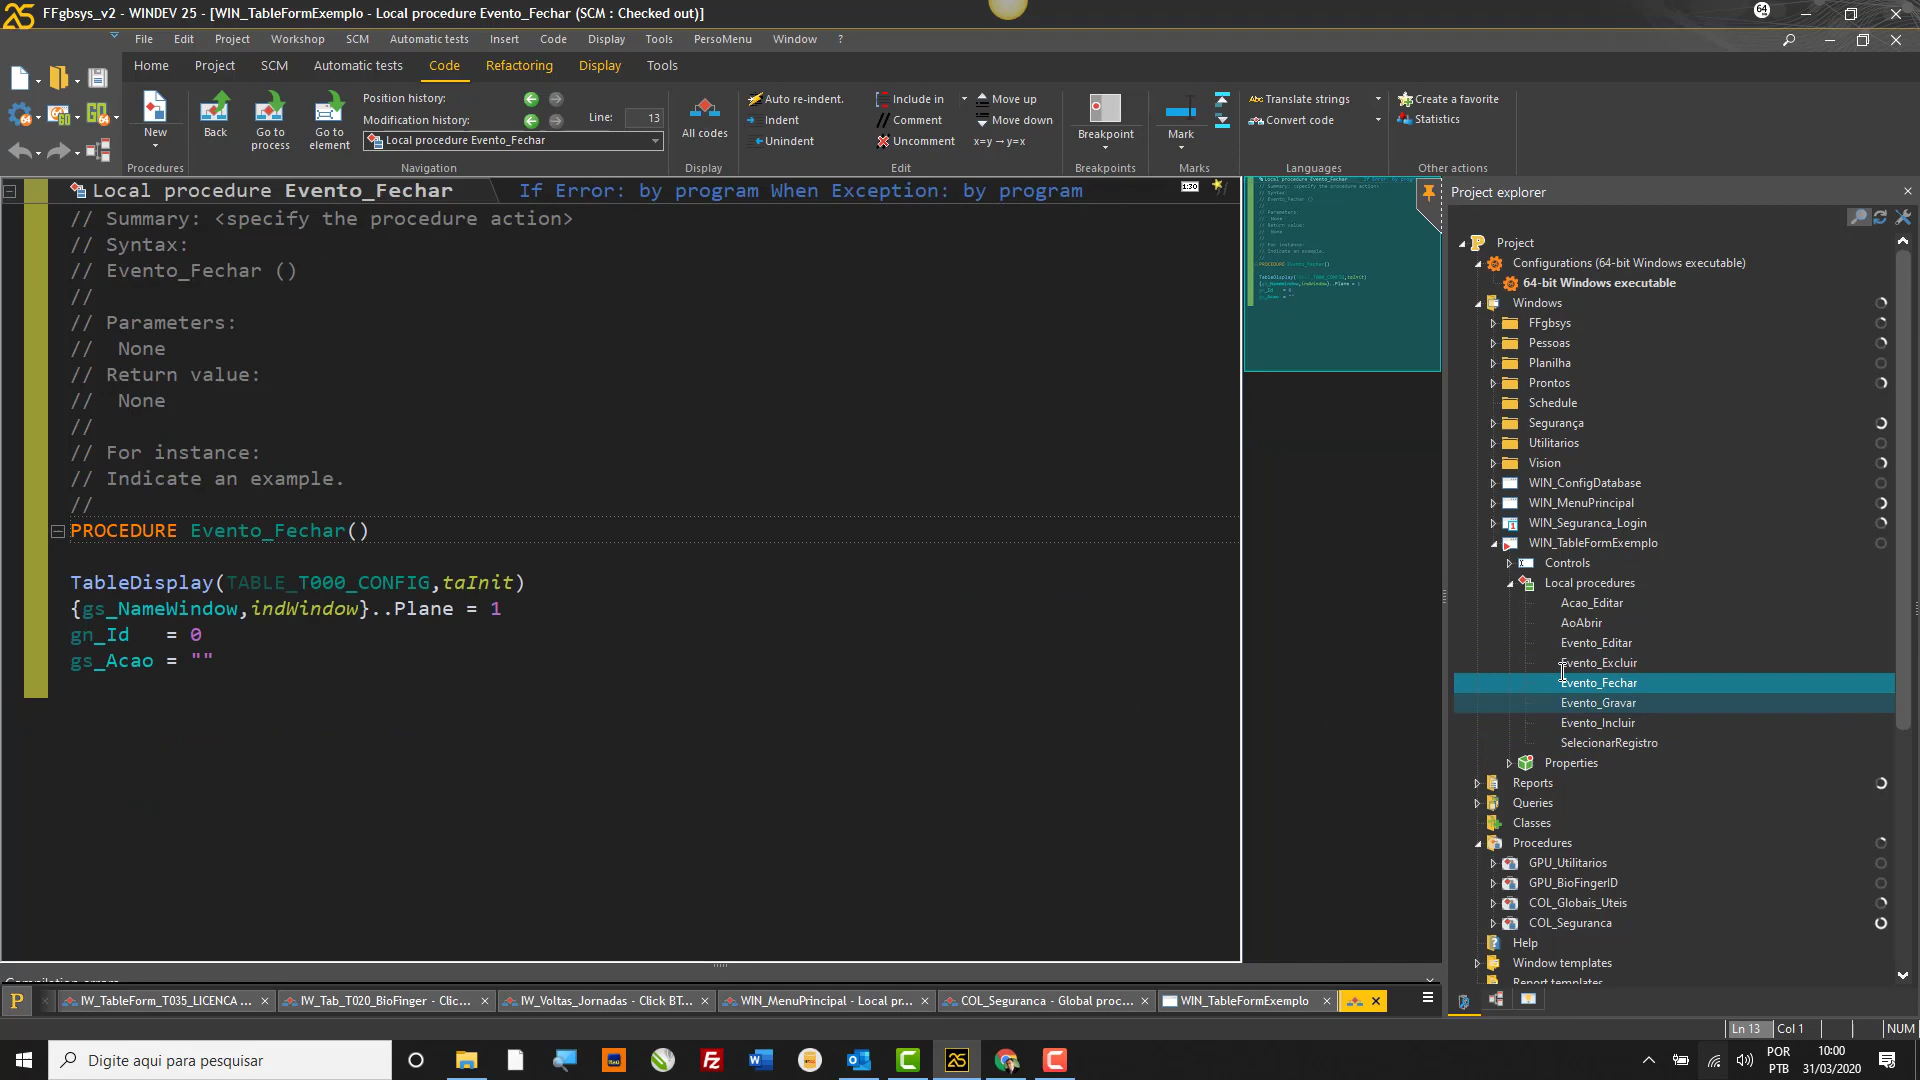 FFgbsys_v2 - WINDEV 25 - [WIN_TableFormExemplo - Local procedure Evento_Fechar (SCM : Checked out)]
64
File Edit Project Workshop SCM Automatic tests Insert Code Display Tools PersoMenu Window ?
Home Project SCM Automatic tests Code Refactoring Display Tools
New
Back
Go to process
Go to element
Position history:
Modification history:
Line: 13
Local procedure Evento_Fechar
All codes
Auto re-indent.
Indent
Unindent
Include in
// Comment
Uncomment
Move up
Move down
x=y→y=x
Breakpoint
Mark
Translate strings
Convert code
Create a favorite
Statistics
Procedures Navigation Display Edit Breakpoints Marks Languages Other actions
Local procedure Evento_Fechar If Error: by program When Exception: by program
1:30
// Summary: <specify the procedure action>
// Syntax:
// Evento_Fechar ()
//
// Parameters:
// None
// Return value:
// None
//
// For instance:
// Indicate an example.
//
PROCEDURE Evento_Fechar()
TableDisplay(TABLE_T000_CONFIG,taInit)
{gs_NameWindow,indWindow}..Plane = 1
gn_Id = 0
gs_Acao = ""
Project explorer
Project
Configurations (64-bit Windows executable)
64-bit Windows executable
Windows
FFgbsys
Pessoas
Planilha
Prontos
Schedule
Segurança
Utilitarios
Vision
WIN_ConfigDatabase
WIN_MenuPrincipal
WIN_Seguranca_Login
WIN_TableFormExemplo
Controls
Local procedures
Acao_Editar
AoAbrir
Evento_Editar
Evento_Excluir
Evento_Fechar
Evento_Gravar
Evento_Incluir
SelecionarRegistro
Properties
Reports
Queries
Classes
Procedures
GPU_Utilitarios
GPU_BioFingerID
COL_Globais_Uteis
COL_Seguranca
Help
Window templates
Report templates
Compilation errors
IW_TableForm_T035_LICENCA ... IW_Tab_T020_BioFinger - Clic... IW_Voltas_Jornadas - Click BT... WIN_MenuPrincipal - Local pr... COL_Seguranca - Global proc... WIN_TableFormExemplo
Ln 13 Col 1 NUM
Digite aqui para pesquisar
POR
PTB
10:00
31/03/2020